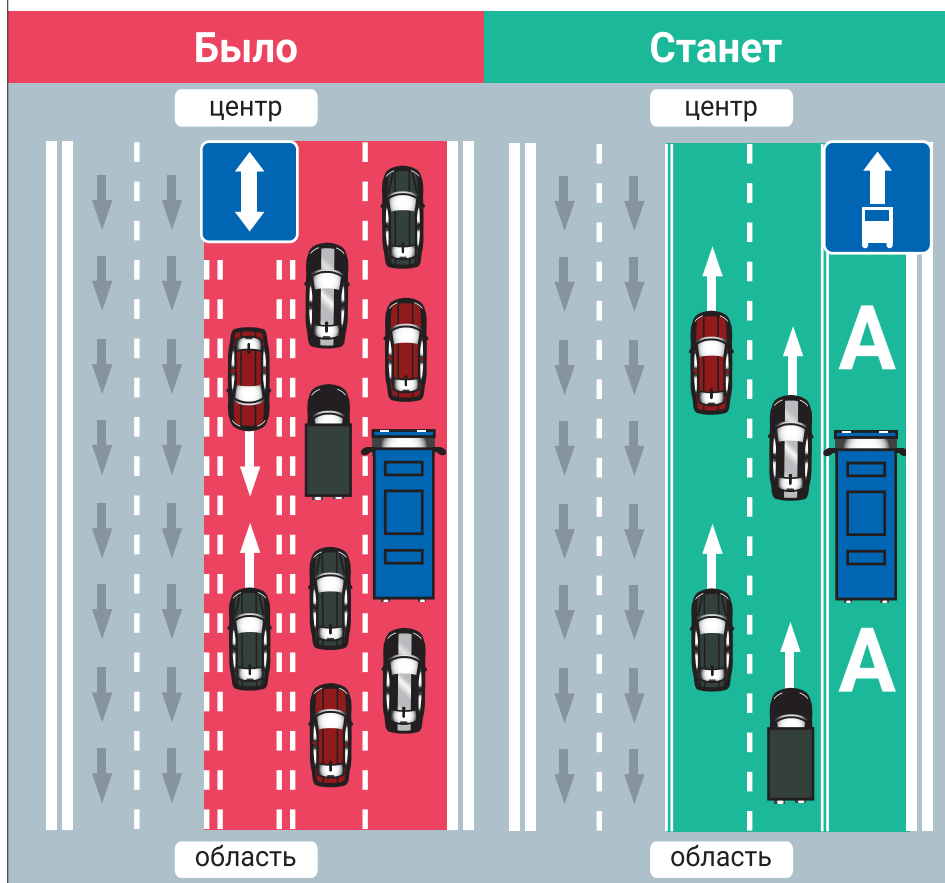 Было
Станет
центр
центр
А
А
область
область